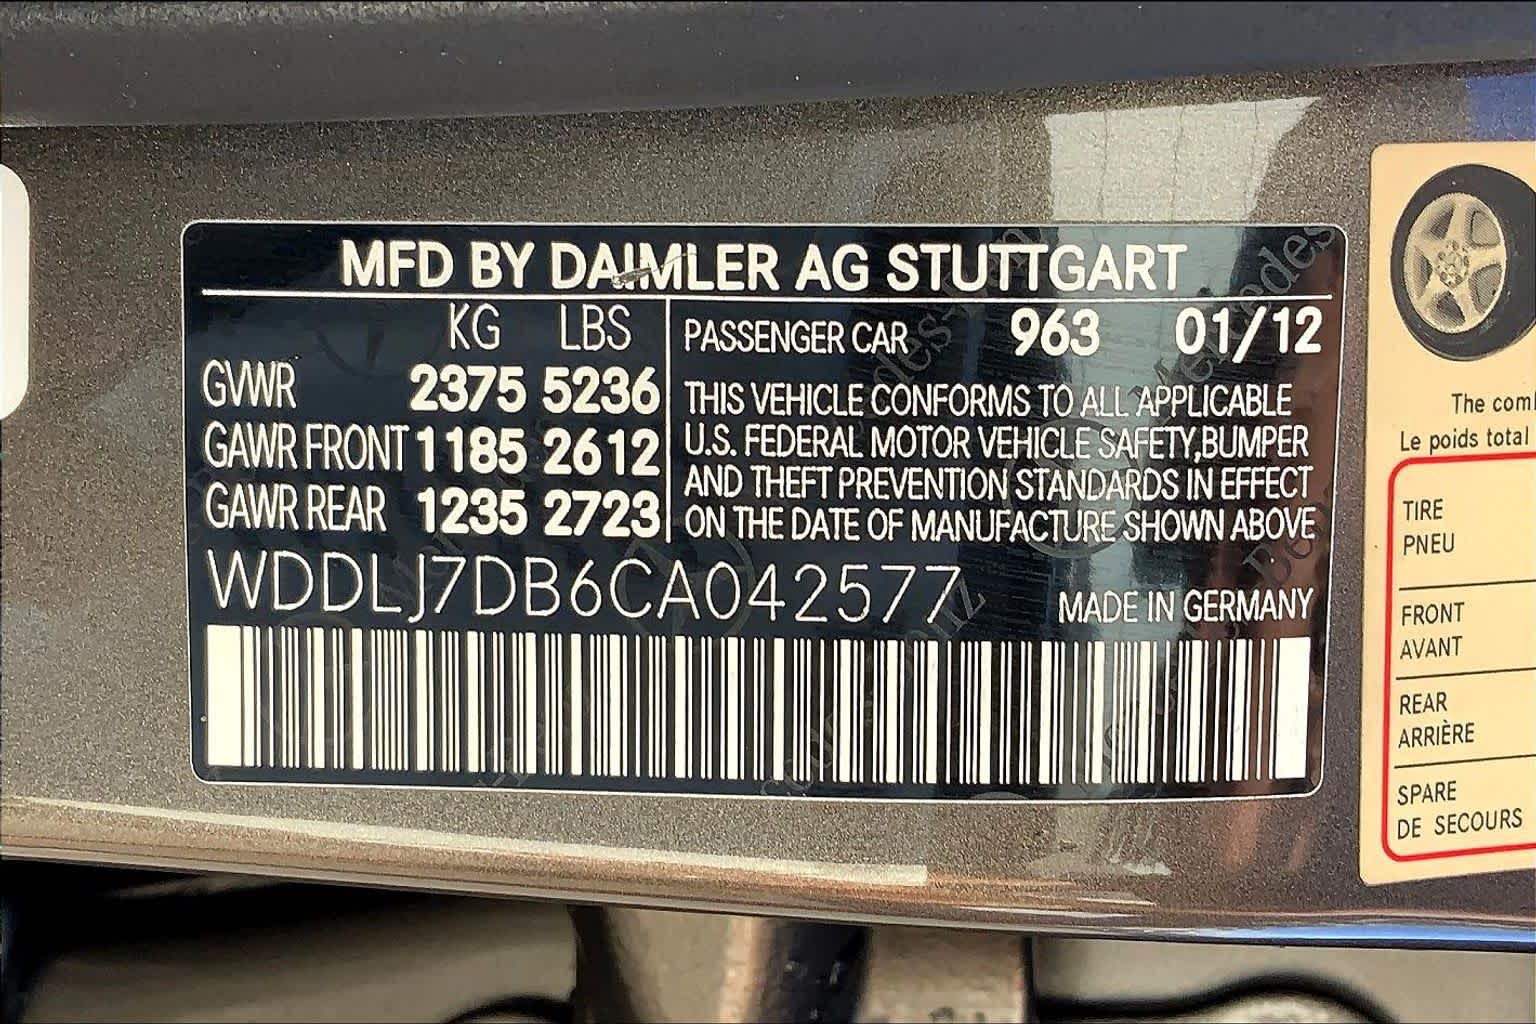 MFD BY DAIMLER AG STUTTGART
KG LBS
GVWR 2375 5236
GAWR FRONT 1185 2612
GAWR REAR 1235 2723
PASSENGER CAR 963 01/12
THIS VEHICLE CONFORMS TO ALL APPLICABLE
U.S. FEDERAL MOTOR VEHICLE SAFETY,BUMPER
AND THEFT PREVENTION STANDARDS IN EFFECT
ON THE DATE OF MANUFACTURE SHOWN ABOVE
WDDLJ7DB6CA042577
MADE IN GERMANY
The
Le poids total
TIRE
PNEU
FRONT
AVANT
REAR
ARRIÈRE
SPARE
DE SECOURS